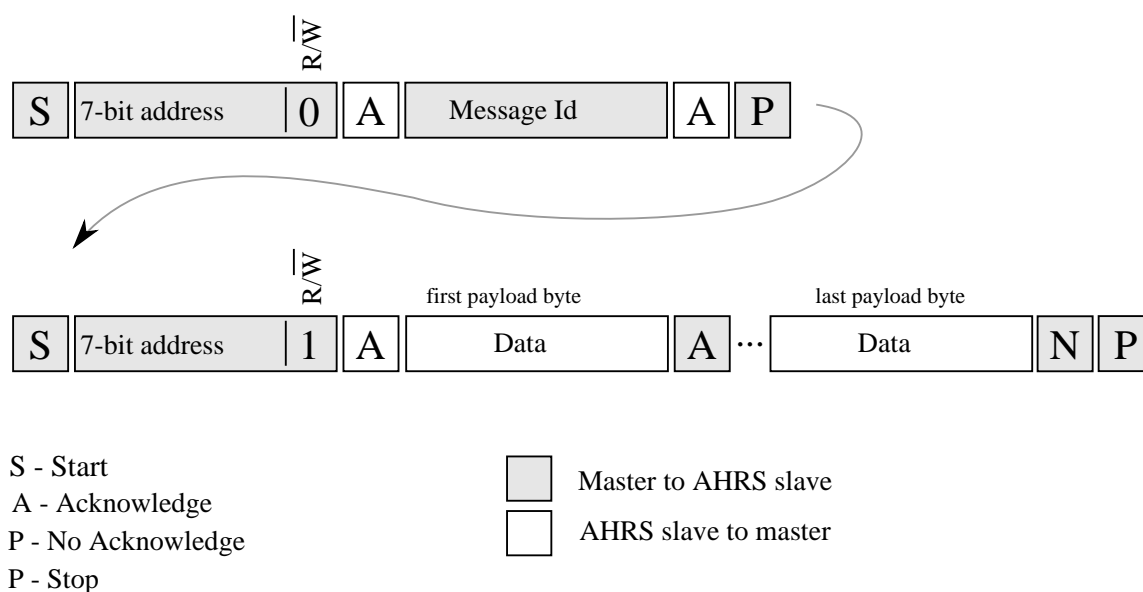 R/W
S 7-bit address 0 A Message Id A P
R/W
first payload byte last payload byte
S 7-bit address 1 A Data A ... Data N P
S - Start
A - Acknowledge
P - No Acknowledge
P - Stop
Master to AHRS slave
AHRS slave to master